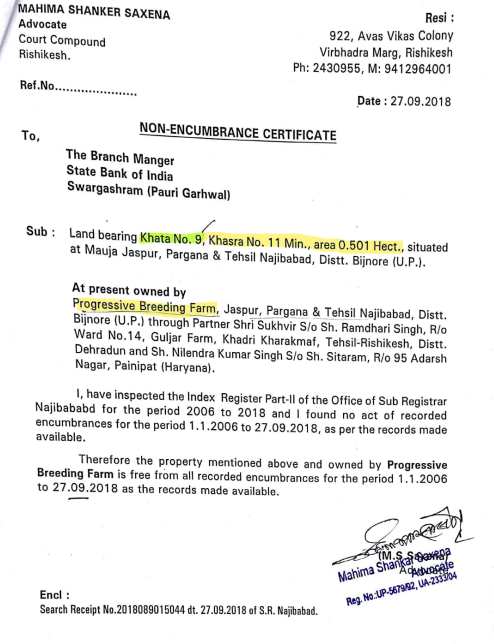 MAHIMA SHANKER SAXENA
Advocate
Court Compound
Rishikesh.
Resi :
922, Avas Vikas Colony
Virbhadra Marg, Rishikesh
Ph: 2430955, M: 9412964001
Ref.No......................
Date : 27.09.2018
NON-ENCUMBRANCE CERTIFICATE
To,
The Branch Manger
State Bank of India
Swargashram (Pauri Garhwal)
Sub : Land bearing Khata No. 9, Khasra No. 11 Min., area 0.501 Hect., situated
at Mauja Jaspur, Pargana & Tehsil Najibabad, Distt. Bijnore (U.P.).
At present owned by
Progressive Breeding Farm, Jaspur, Pargana & Tehsil Najibabad, Distt.
Bijnore (U.P.) through Partner Shri Sukhvir S/o Sh. Ramdhari Singh, R/o
Ward No.14, Guljar Farm, Khadri Kharakmaf, Tehsil-Rishikesh, Distt.
Dehradun and Sh. Nilendra Kumar Singh S/o Sh. Sitaram, R/o 95 Adarsh
Nagar, Painipat (Haryana).
I, have inspected the Index Register Part-II of the Office of Sub Registrar
Najibababd for the period 2006 to 2018 and I found no act of recorded
encumbrances for the period 1.1.2006 to 27.09.2018, as per the records made
available.
Therefore the property mentioned above and owned by Progressive
Breeding Farm is free from all recorded encumbrances for the period 1.1.2006
to 27.09.2018 as the records made available.
(M.S. Saxena)
Advocate
Mahima Shankar Saxena
Advocate
Reg. No.:UP-5679/92, UA-2333/04
Encl :
Search Receipt No.2018089015044 dt. 27.09.2018 of S.R. Najibabad.